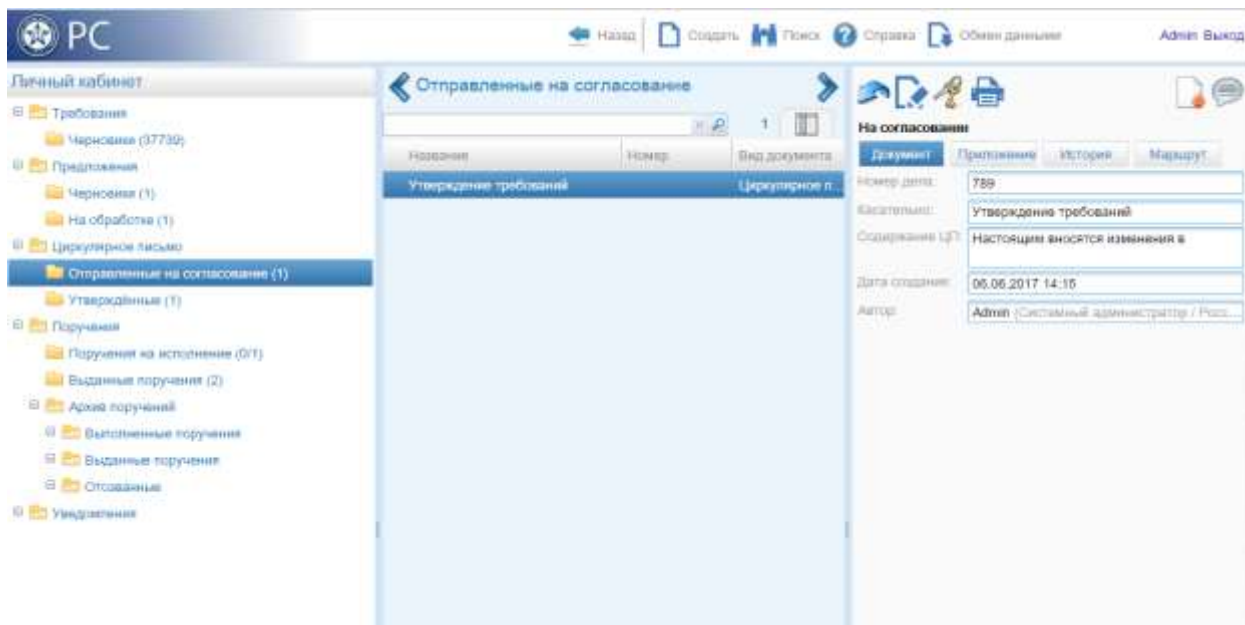 РС
Назад
Создать
Поиск
Справка
Обмен данными
Admin Выход
Личный кабинет
Требования
Черновики (37739)
Предложения
Черновики (1)
На обработке (1)
Циркулярное письмо
Отправленные на согласование (1)
Утверждённые (1)
Поручения
Поручения на исполнение (0/1)
Выданные поручения (2)
Архив поручений
Выполненные поручения
Выданные поручения
Отозванные
Уведомления
Отправленные на согласование
1
Название Номер Вид документа
Утверждение требований Циркулярное п...
На согласовании
Документ Приложение История Маршрут
Номер дела: 789
Касательно: Утверждение требований
Содержание ЦП: Настоящим вносятся изменения в
Дата создания: 06.06.2017 14:16
Автор: Admin (Системный администратор / Росс...